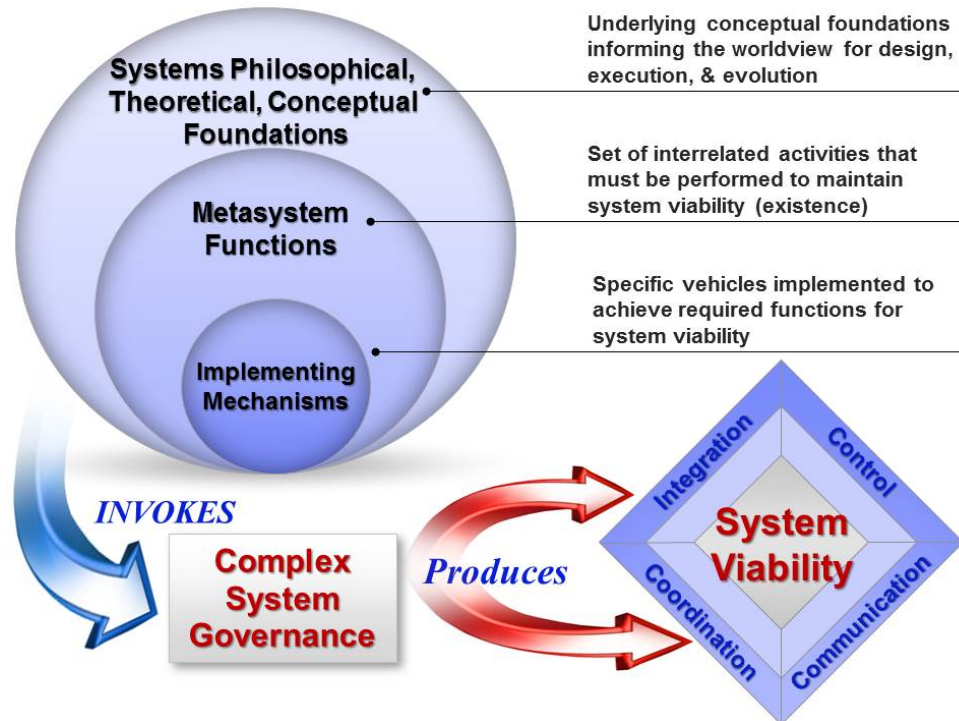 Systems Philosophical,
Theoretical, Conceptual
Foundations
Underlying conceptual foundations
informing the worldview for design,
execution, & evolution
Metasystem
Functions
Set of interrelated activities that
must be performed to maintain
system viability (existence)
Implementing
Mechanisms
Specific vehicles implemented to
achieve required functions for
system viability
INVOKES
Complex
System
Governance
Produces
Integration
Control
System
Viability
Coordination
Communication